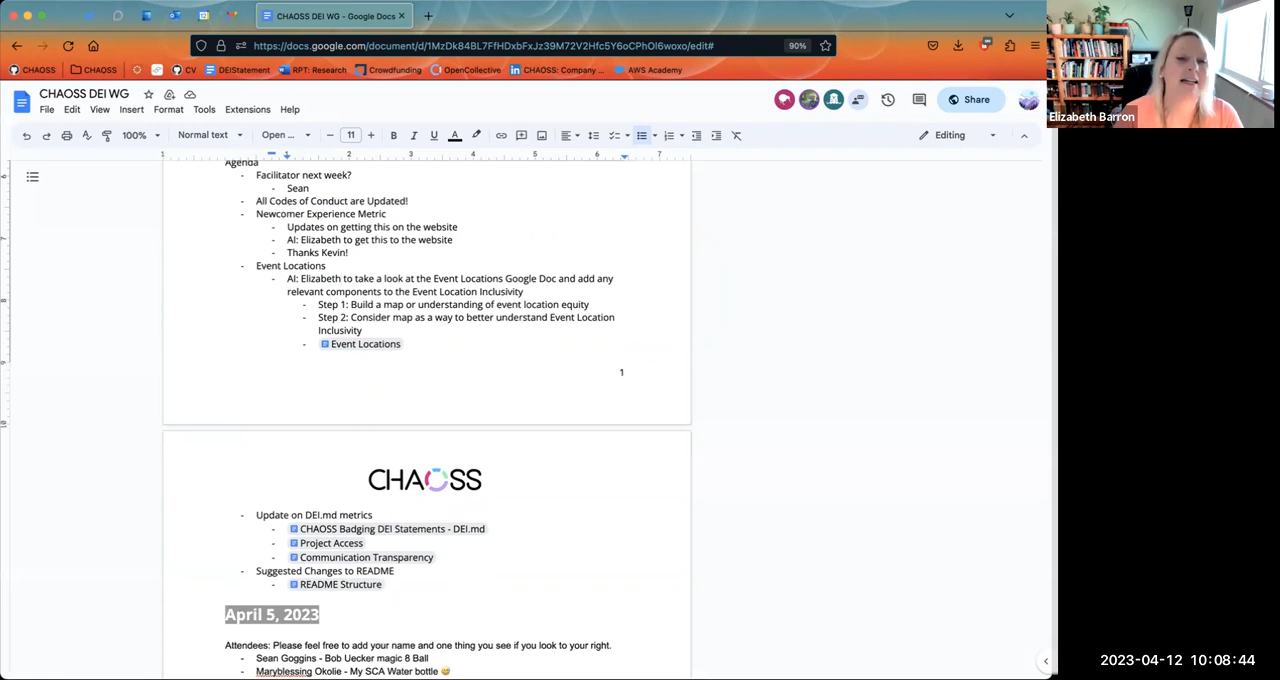 CHAOSS DEI WG - Google Docs
https://docs.google.com/document/d/1MzDk84BL7FfHDxbFxJz39M72V2Hfc5Y6oCPhOl6woxo/edit#
90%
CHAOSS
CHAOSS
CV
DEIStatement
RPT: Research
Crowdfunding
OpenCollective
CHAOSS: Company ...
AWS Academy
CHAOSS DEI WG
File Edit View Insert Format Tools Extensions Help
Share
Elizabeth Barron
100%
Normal text
Open ...
11
Editing
1 1 2 3 4 5 6 7
Agenda
- Facilitator next week?
- Sean
- All Codes of Conduct are Updated!
- Newcomer Experience Metric
- Updates on getting this on the website
- AI: Elizabeth to get this to the website
- Thanks Kevin!
- Event Locations
- AI: Elizabeth to take a look at the Event Locations Google Doc and add any
relevant components to the Event Location Inclusivity
- Step 1: Build a map or understanding of event location equity
- Step 2: Consider map as a way to better understand Event Location
Inclusivity
- Event Locations
1
CHAOSS
- Update on DEI.md metrics
- CHAOSS Badging DEI Statements - DEI.md
- Project Access
- Communication Transparency
- Suggested Changes to README
- README Structure
April 5, 2023
Attendees: Please feel free to add your name and one thing you see if you look to your right.
- Sean Goggins - Bob Uecker magic 8 Ball
- Maryblessing Okolie - My SCA Water bottle 😅
2023-04-12 10:08:44